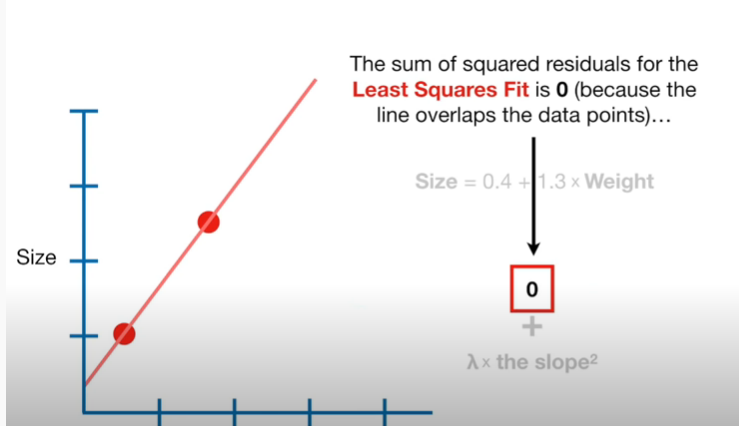 The sum of squared residuals for the
Least Squares Fit is 0 (because the
line overlaps the data points)...
Size = 0.4 + 1.3 x Weight
Size
0
+
λ x the slope²